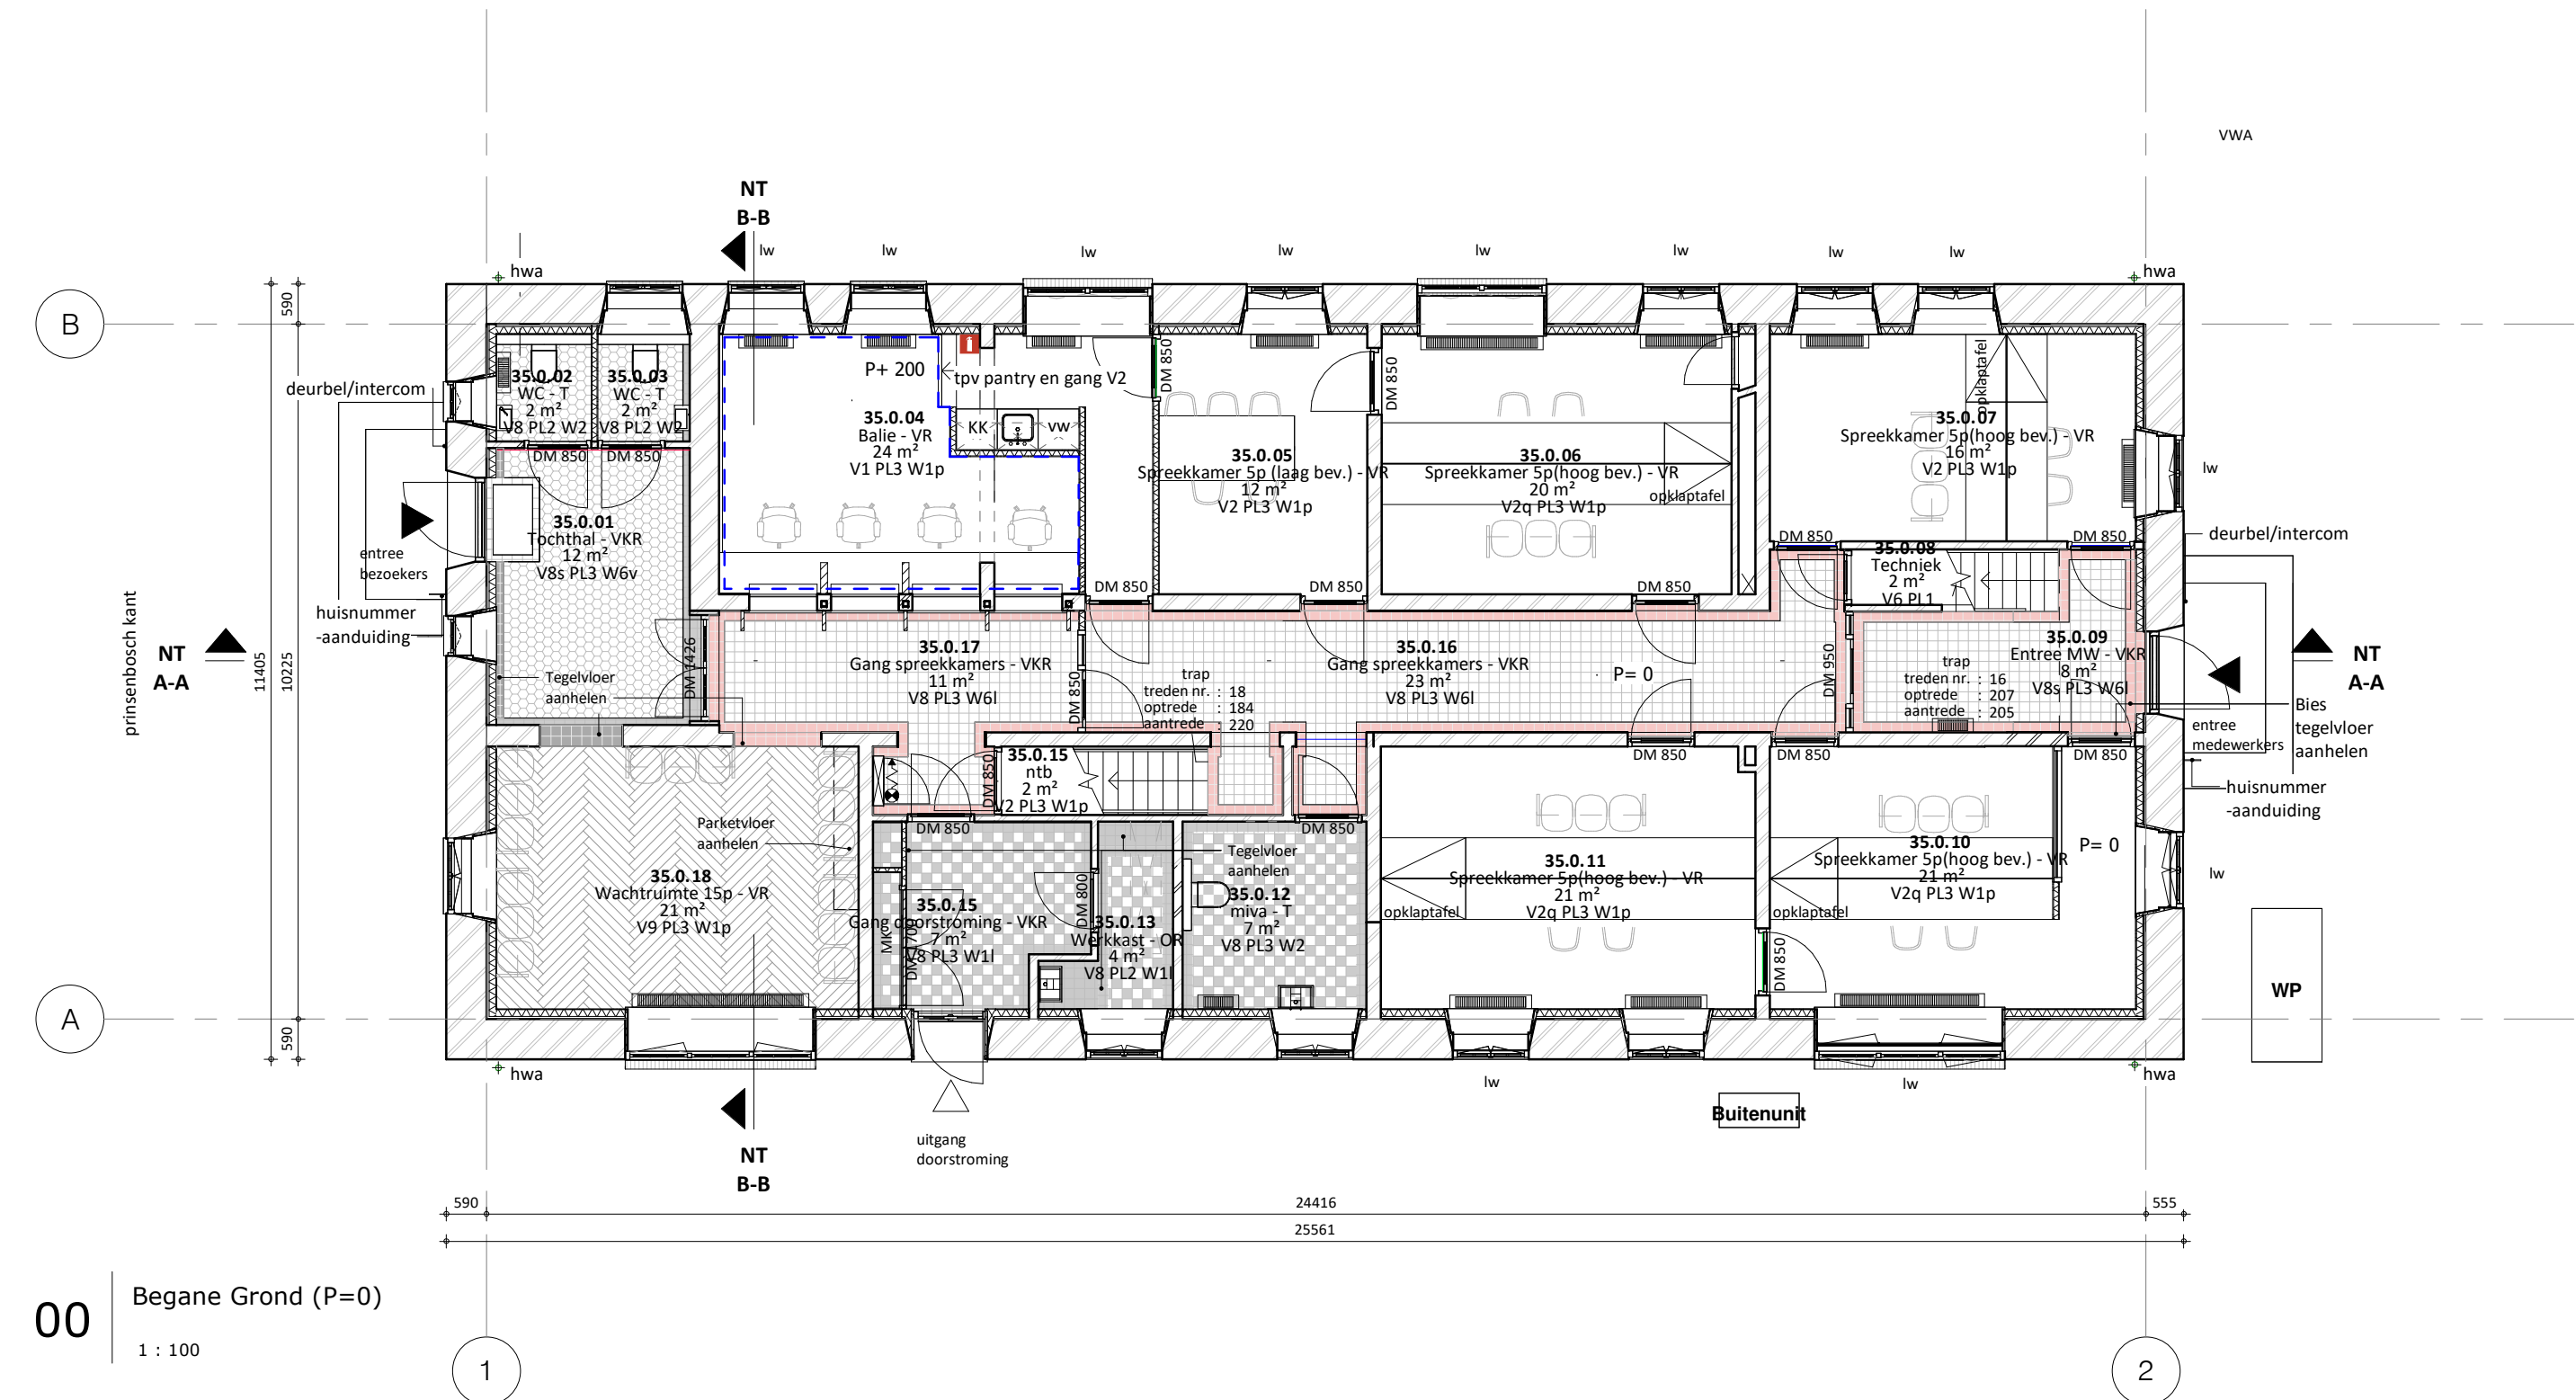 VWA
NT
B-B
lw
lw
lw
lw
lw
lw
lw
lw
hwa
hwa
B
590
P+ 200
tpv pantry en gang V2
DM 850
DM 850
opklaptafel
deurbel/intercom
35.0.02
WC - T
2 m²
V8 PL2 W2
35.0.03
WC - T
2 m²
V8 PL2 W2
35.0.04
Balie - VR
24 m²
V1 PL3 W1p
KK
vw
35.0.05
Spreekkamer 5p (laag bev.) - VR
12 m²
V2 PL3 W1p
35.0.06
Spreekkamer 5p(hoog bev.) - VR
20 m²
V2q PL3 W1p
opklaptafel
35.0.07
Spreekkamer 5p(hoog bev.) - VR
16 m²
V2 PL3 W1p
lw
DM 850
DM 850
35.0.01
Tochthal - VKR
12 m²
V8s PL3 W6v
entree
bezoekers
huisnummer
-aanduiding
prinsenbosch kant
NT
A-A
11405
10225
Tegelvloer
aanhelen
DM 1426
DM 850
DM 850
DM 850
DM 850
DM 850
35.0.08
Techniek
2 m²
V6 PL1
deurbel/intercom
35.0.17
Gang spreekkamers - VKR
11 m²
V8 PL3 W6l
DM 850
trap
treden nr. : 18
optrede : 184
aantrede : 220
35.0.16
Gang spreekkamers - VKR
23 m²
V8 PL3 W6l
P= 0
DM 950
35.0.09
Entree MW - VKR
8 m²
V8s PL3 W6l
trap
treden nr. : 16
optrede : 207
aantrede : 205
NT
A-A
Bies
tegelvloer
aanhelen
entree
medewerkers
huisnummer
-aanduiding
35.0.15
ntb
2 m²
V2 PL3 W1p
DM 850
DM 850
DM 850
DM 850
DM 850
DM 850
Parketvloer
aanhelen
Tegelvloer
aanhelen
35.0.18
Wachtruimte 15p - VR
21 m²
V9 PL3 W1p
MK
DM 700
35.0.15
Gang doorstroming - VKR
7 m²
V8 PL3 W1l
DM 800
35.0.13
Werkkast - OR
4 m²
V8 PL2 W1l
35.0.12
miva - T
7 m²
V8 PL3 W2
35.0.11
Spreekkamer 5p(hoog bev.) - VR
21 m²
V2q PL3 W1p
opklaptafel
DM 850
35.0.10
Spreekkamer 5p(hoog bev.) - VR
21 m²
V2q PL3 W1p
opklaptafel
P= 0
lw
WP
A
590
hwa
hwa
lw
lw
Buitenunit
uitgang
doorstroming
NT
B-B
590
24416
555
25561
00
Begane Grond (P=0)
1 : 100
1
2